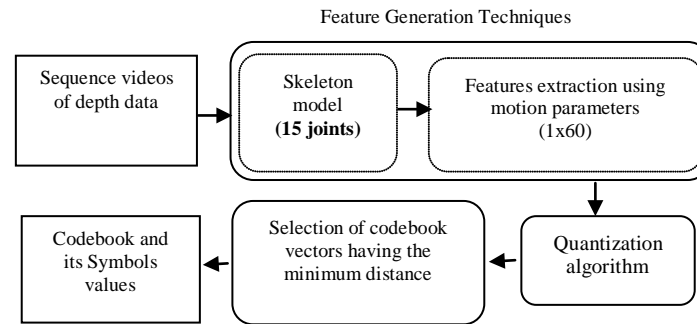 Feature Generation Techniques
Sequence videos
of depth data
Skeleton
model
(15 joints)
Features extraction using
motion parameters
(1x60)
Quantization
algorithm
Selection of codebook
vectors having the
minimum distance
Codebook and
its Symbols
values